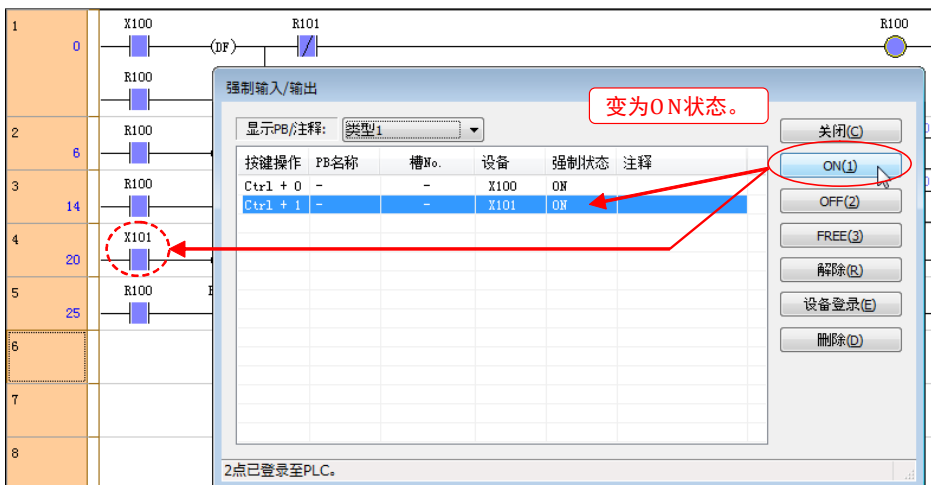 1 X100 R101 R100
0 (DF)
R100
强制输入/输出
变为ON状态。
显示PB/注释: 类型1 关闭(C)
2 R100
6
按键操作 PB名称 槽No. 设备 强制状态 注释 ON(1)
3 R100 Ctrl + 0 - - X100 ON
14 Ctrl + 1 - - X101 ON OFF(2)
4 X101 FREE(3)
20
解除(R)
5 R100
25 设备登录(E)
6 删除(D)
7
8
2点已登录至PLC。